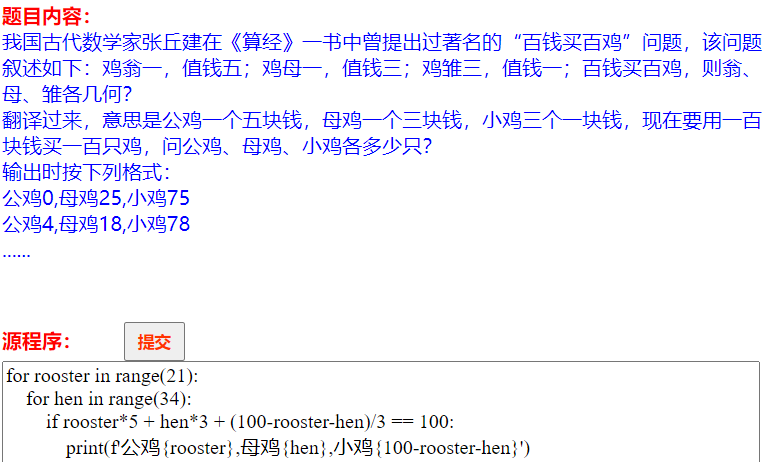 题目内容：
我国古代数学家张丘建在《算经》一书中曾提出过著名的“百钱买百鸡”问题，该问题
叙述如下：鸡翁一，值钱五；鸡母一，值钱三；鸡雏三，值钱一；百钱买百鸡，则翁、
母、雏各几何？
翻译过来，意思是公鸡一个五块钱，母鸡一个三块钱，小鸡三个一块钱，现在要用一百
块钱买一百只鸡，问公鸡、母鸡、小鸡各多少只？
输出时按下列格式：
公鸡0,母鸡25,小鸡75
公鸡4,母鸡18,小鸡78
……
源程序： 提交
for rooster in range(21):
    for hen in range(34):
        if rooster*5 + hen*3 + (100-rooster-hen)/3 == 100:
            print(f'公鸡{rooster},母鸡{hen},小鸡{100-rooster-hen}')